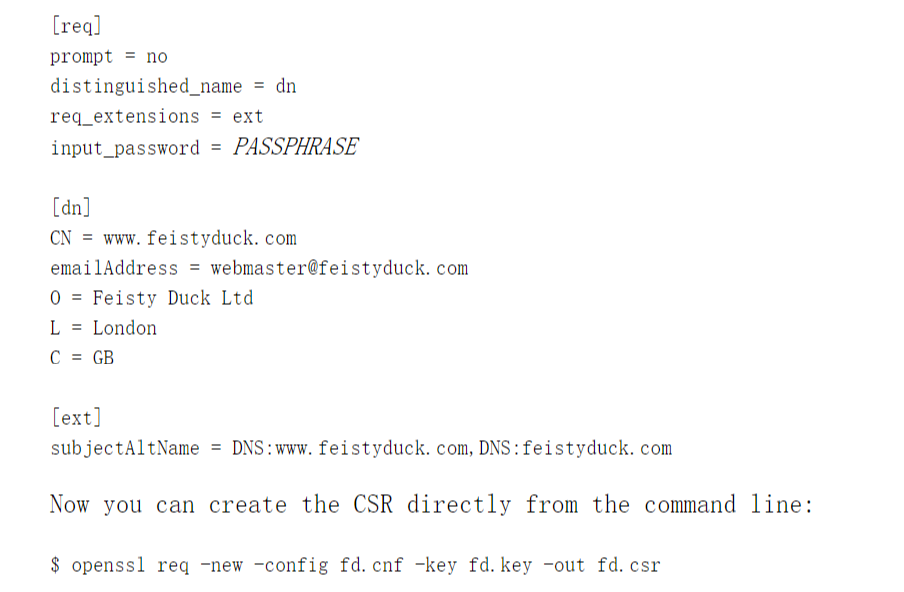 [req]
prompt = no
distinguished_name = dn
req_extensions = ext
input_password = PASSPHRASE
[dn]
CN = www.feistyduck.com
emailAddress = webmaster@feistyduck.com
O = Feisty Duck Ltd
L = London
C = GB
[ext]
subjectAltName = DNS:www.feistyduck.com,DNS:feistyduck.com
Now you can create the CSR directly from the command line:
$ openssl req -new -config fd.cnf -key fd.key -out fd.csr